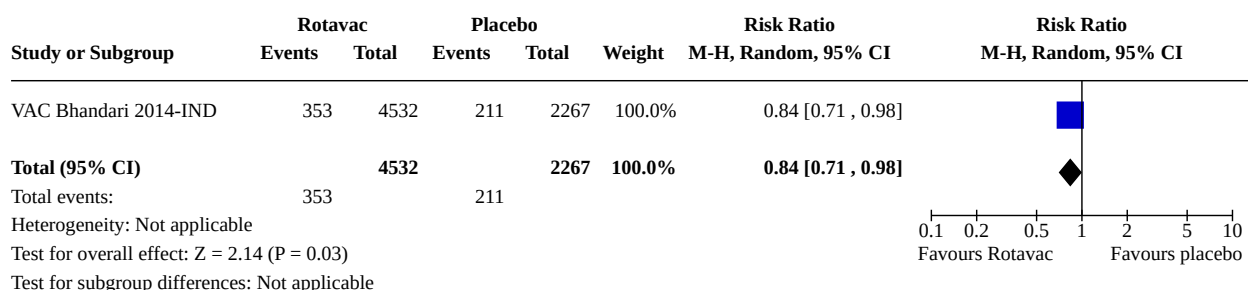 Rotavac Placebo Risk Ratio Risk Ratio
Study or Subgroup Events Total Events Total Weight M-H, Random, 95% CI M-H, Random, 95% CI
VAC Bhandari 2014-IND 353 4532 211 2267 100.0% 0.84 [0.71 , 0.98]
Total (95% CI) 4532 2267 100.0% 0.84 [0.71 , 0.98]
Total events: 353 211
Heterogeneity: Not applicable
0.1 0.2 0.5 1 2 5 10
Test for overall effect: Z = 2.14 (P = 0.03) Favours Rotavac Favours placebo
Test for subgroup differences: Not applicable